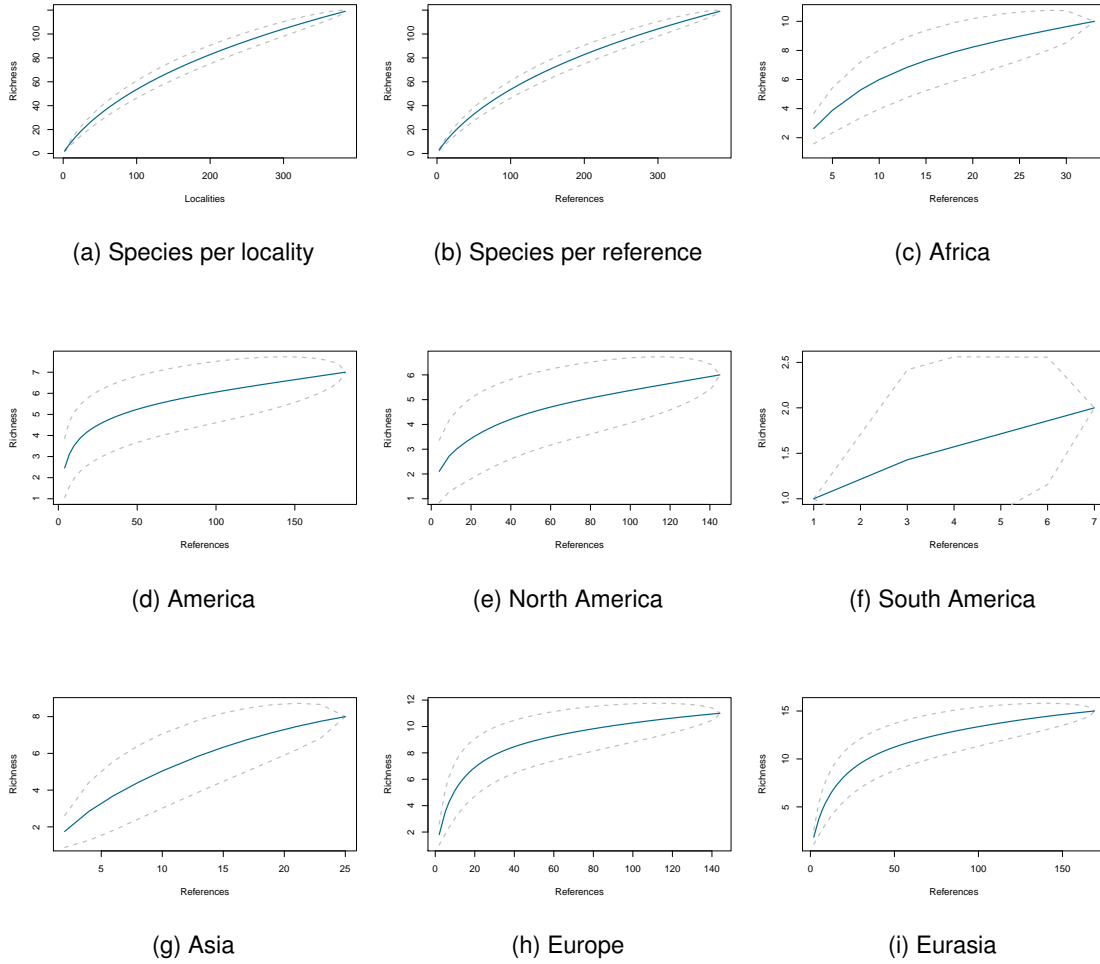 Richness
0 20 40 60 80 100
0 100 200 300
Localities
(a) Species per locality
Richness
0 20 40 60 80 100
0 100 200 300
References
(b) Species per reference
Richness
2 4 6 8 10
5 10 15 20 25 30
References
(c) Africa
Richness
1 2 3 4 5 6 7
0 50 100 150
References
(d) America
Richness
1 2 3 4 5 6
0 20 40 60 80 100 120 140
References
(e) North America
Richness
1.0 1.5 2.0 2.5
1 2 3 4 5 6 7
References
(f) South America
Richness
2 4 6 8
5 10 15 20 25
References
(g) Asia
Richness
2 4 6 8 10 12
0 20 40 60 80 100 120 140
References
(h) Europe
Richness
5 10 15
0 50 100 150
References
(i) Eurasia